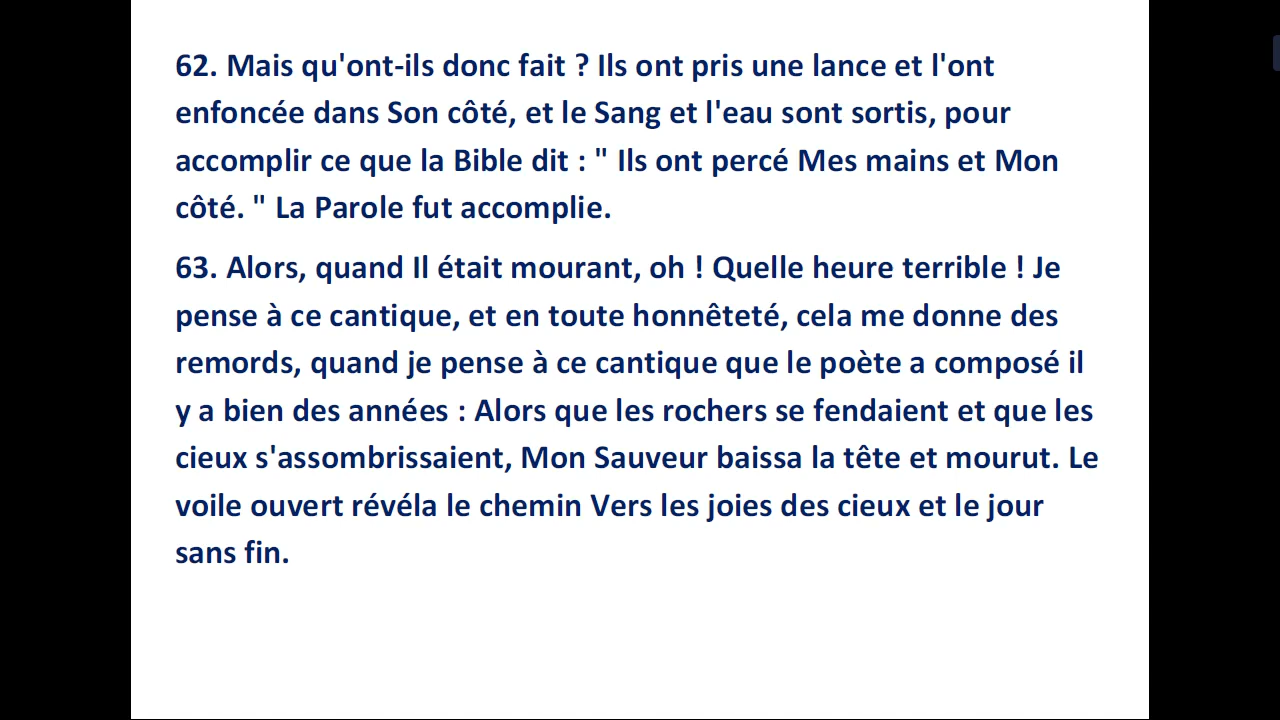 62. Mais qu'ont-ils donc fait ? Ils ont pris une lance et l'ont
enfoncée dans Son côté, et le Sang et l'eau sont sortis, pour
accomplir ce que la Bible dit : " Ils ont percé Mes mains et Mon
côté. " La Parole fut accomplie.
63. Alors, quand Il était mourant, oh ! Quelle heure terrible ! Je
pense à ce cantique, et en toute honnêteté, cela me donne des
remords, quand je pense à ce cantique que le poète a composé il
y a bien des années : Alors que les rochers se fendaient et que les
cieux s'assombrissaient, Mon Sauveur baissa la tête et mourut. Le
voile ouvert révéla le chemin Vers les joies des cieux et le jour
sans fin.